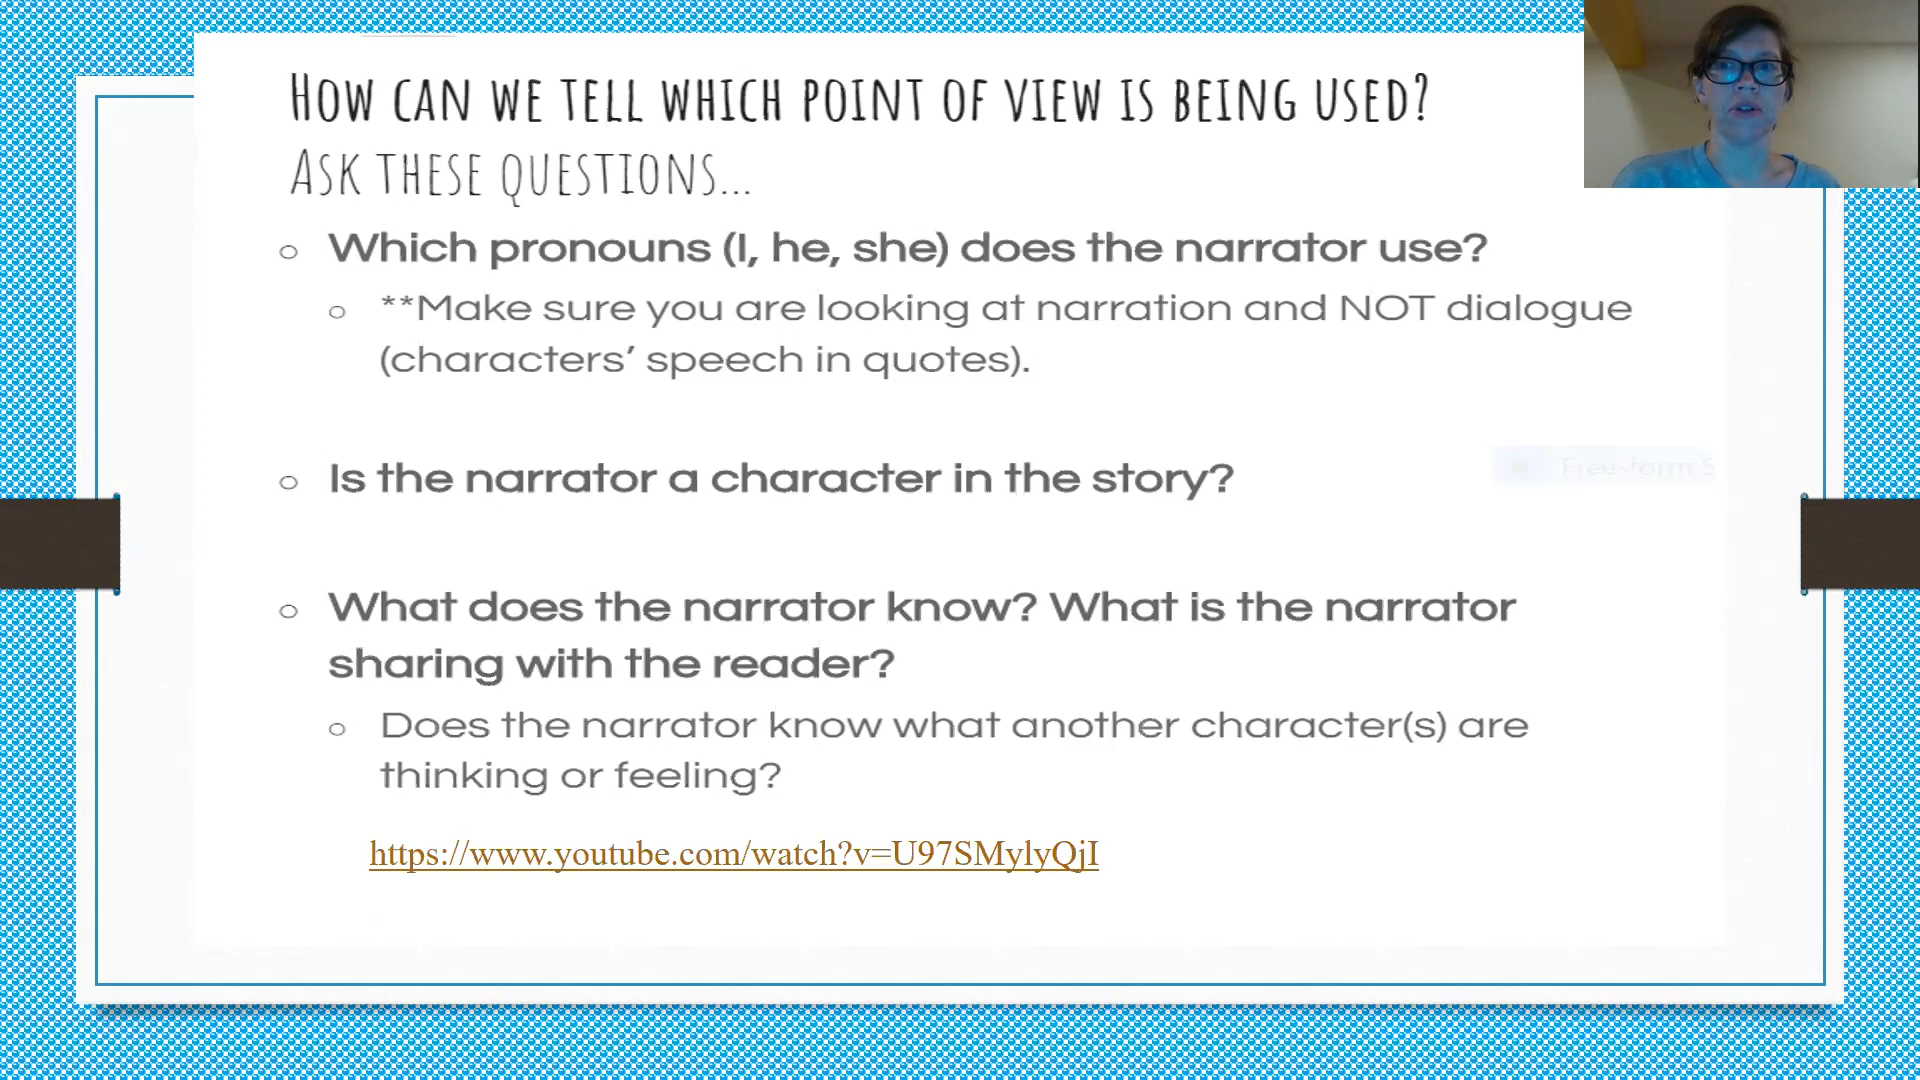 How can we tell which point of view is being used?
Ask these questions...
Which pronouns (I, he, she) does the narrator use?
**Make sure you are looking at narration and NOT dialogue
(characters’ speech in quotes).
Is the narrator a character in the story?
Free-form S
What does the narrator know? What is the narrator
sharing with the reader?
Does the narrator know what another character(s) are
thinking or feeling?
https://www.youtube.com/watch?v=U97SMylyQjI